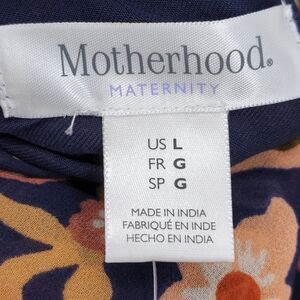 Motherhood®
MATERNITY
US L
FR G
SP G
MADE IN INDIA
FABRIQUÉ EN INDE
HECHO EN INDIA